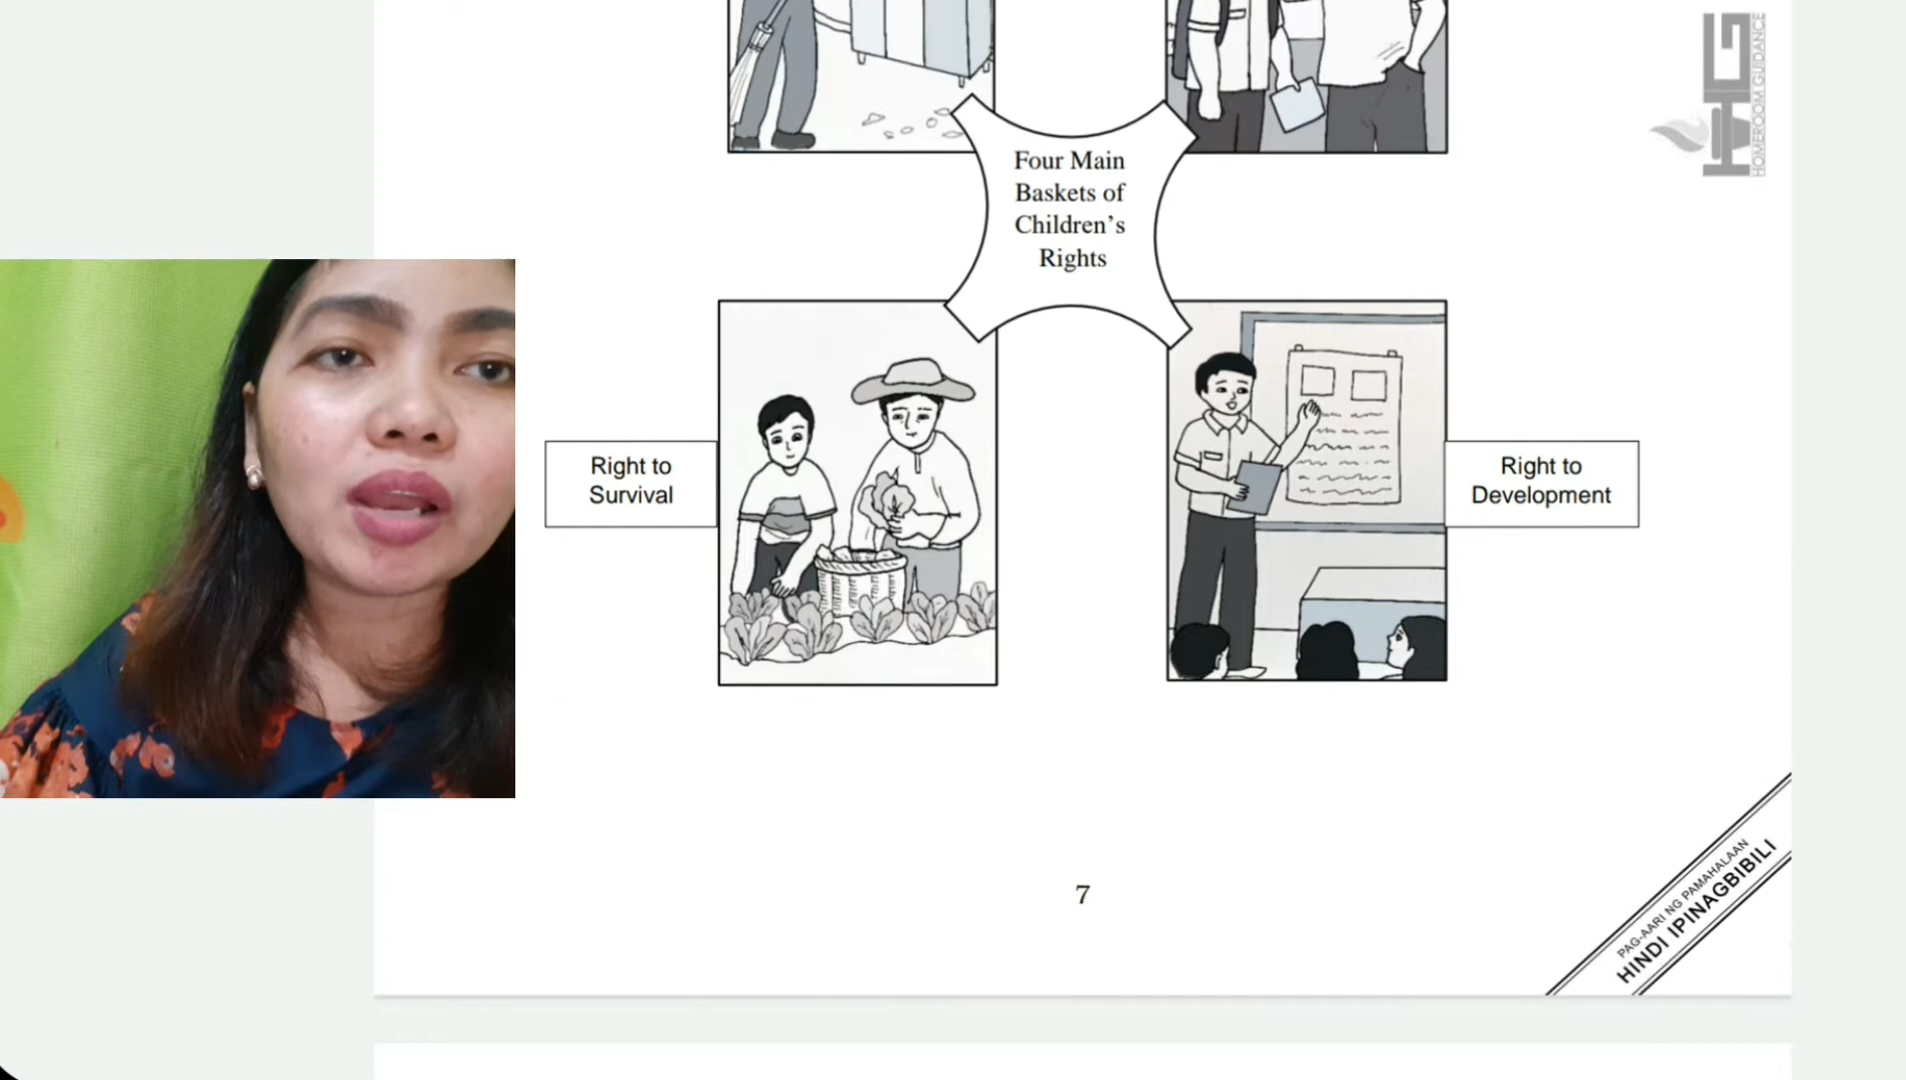 HOMEROOM GUIDANCE
Four Main
Baskets of
Children’s
Rights
Right to
Survival
Right to
Development
7
PAG-AARI NG PAMAHALAAN
HINDI IPINAGBIBILI